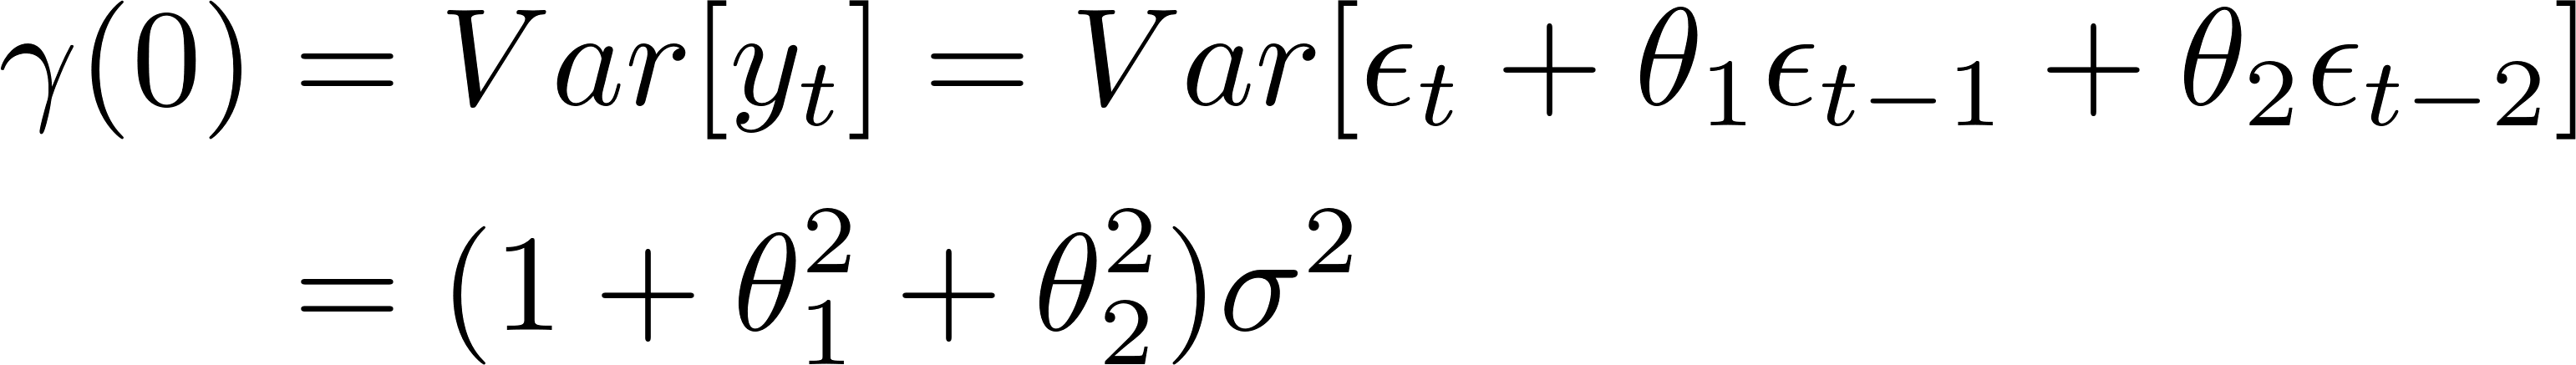 γ(0) = Var[y_t] = Var[ϵ_t + θ_1ϵ_{t−1} + θ_2ϵ_{t−2}]
= (1 + θ_1^2 + θ_2^2)σ^2